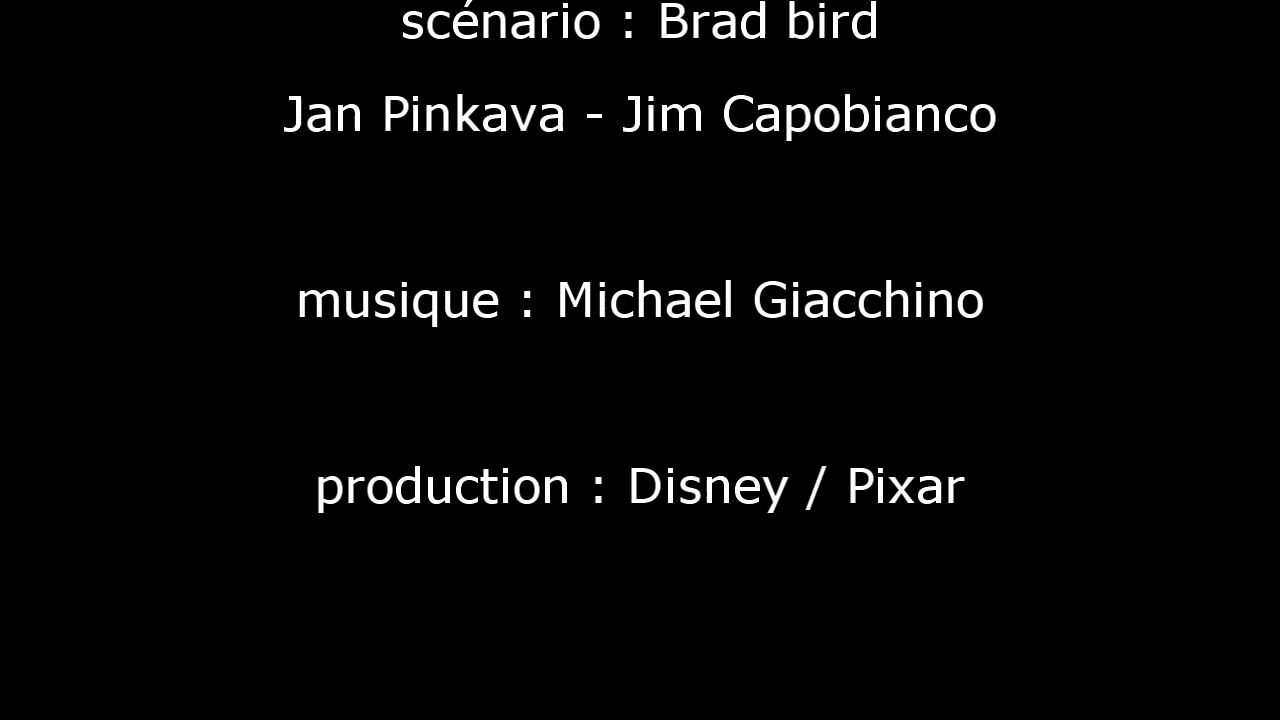 scénario : Brad bird
Jan Pinkava - Jim Capobianco
musique : Michael Giacchino
production : Disney / Pixar